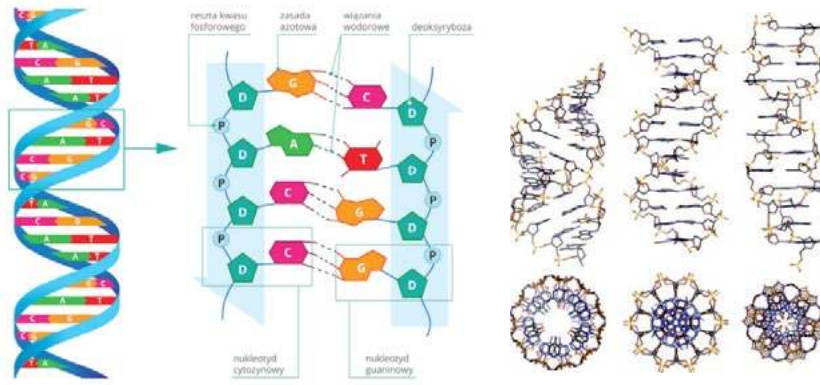 reszta kwasu
fosforowego
zasada
azotowa
wiązania
wodorowe
deoksyryboza
C G
T A
C G
A T
A T
G C
A T
C G
C G
T A
C G
A T
A T
G C
A T
C G
T A
D G C D
P P
D A T D
P P
D C G D
P P
D C G D
nukleotyd
cytozynowy
nukleotyd
guaninowy